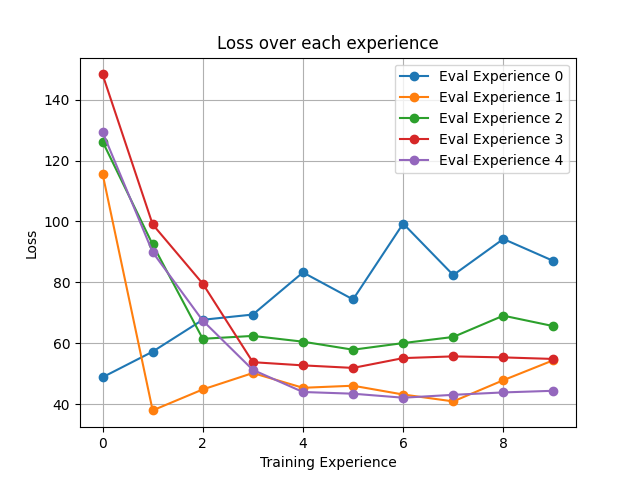 Loss over each experience
Eval Experience 0
Eval Experience 1
Eval Experience 2
Eval Experience 3
Eval Experience 4
Loss
140
120
100
80
60
40
0 2 4 6 8
Training Experience